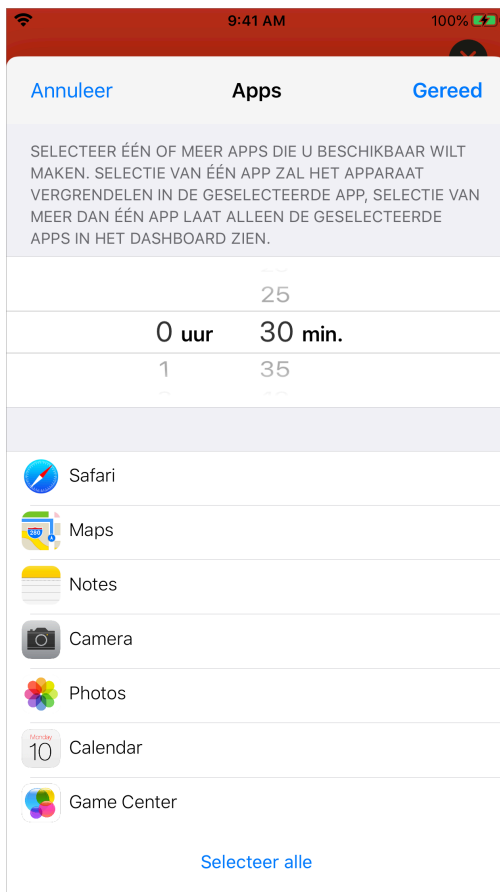 9:41 AM 100%
Annuleer Apps Gereed
SELECTEER ÉÉN OF MEER APPS DIE U BESCHIKBAAR WILT
MAKEN. SELECTIE VAN ÉÉN APP ZAL HET APPARAAT
VERGRENDELEN IN DE GESELECTEERDE APP, SELECTIE VAN
MEER DAN ÉÉN APP LAAT ALLEEN DE GESELECTEERDE
APPS IN HET DASHBOARD ZIEN.
25
0 uur 30 min.
1 35
Safari
280
Maps
Notes
Camera
Photos
Monday
10
Calendar
Game Center
Selecteer alle